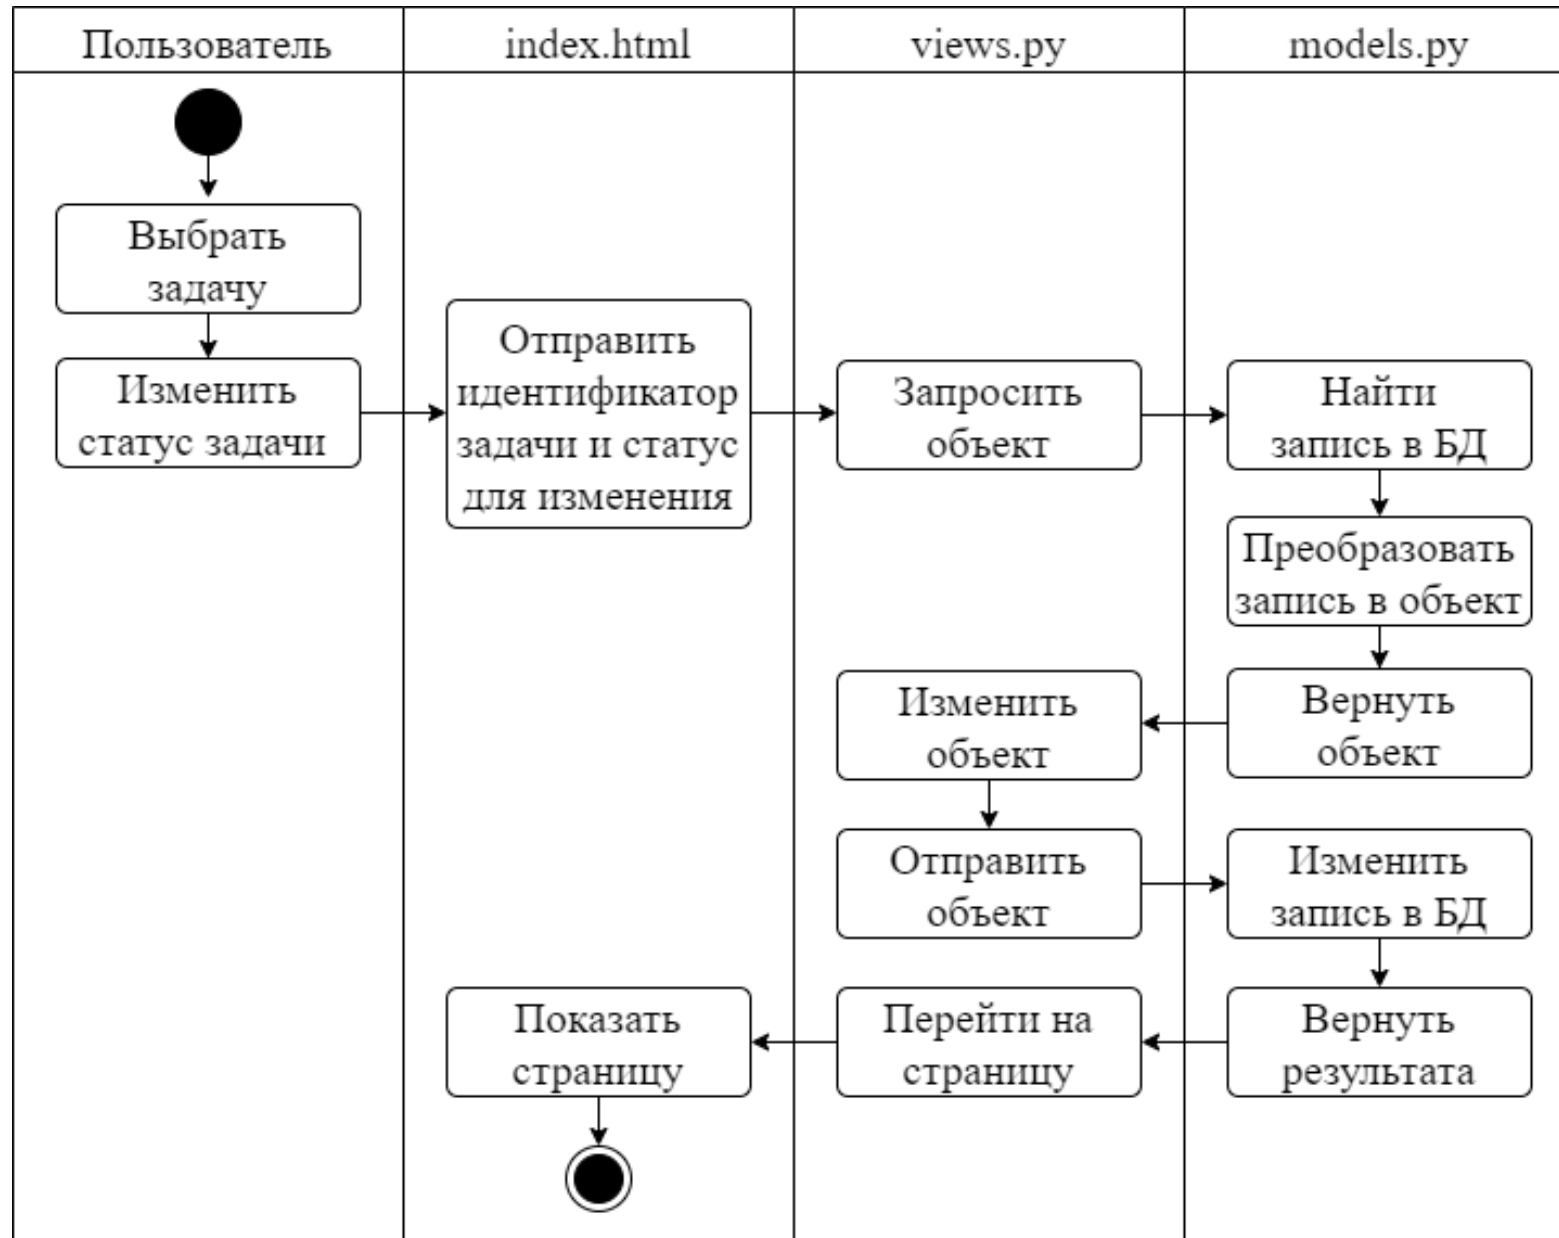 Пользователь
index.html
views.py
models.py
Выбрать
задачу
Изменить
статус задачи
Отправить
идентификатор
задачи и статус
для изменения
Запросить
объект
Найти
запись в БД
Преобразовать
запись в объект
Вернуть
объект
Изменить
объект
Отправить
объект
Изменить
запись в БД
Вернуть
результата
Перейти на
страницу
Показать
страницу